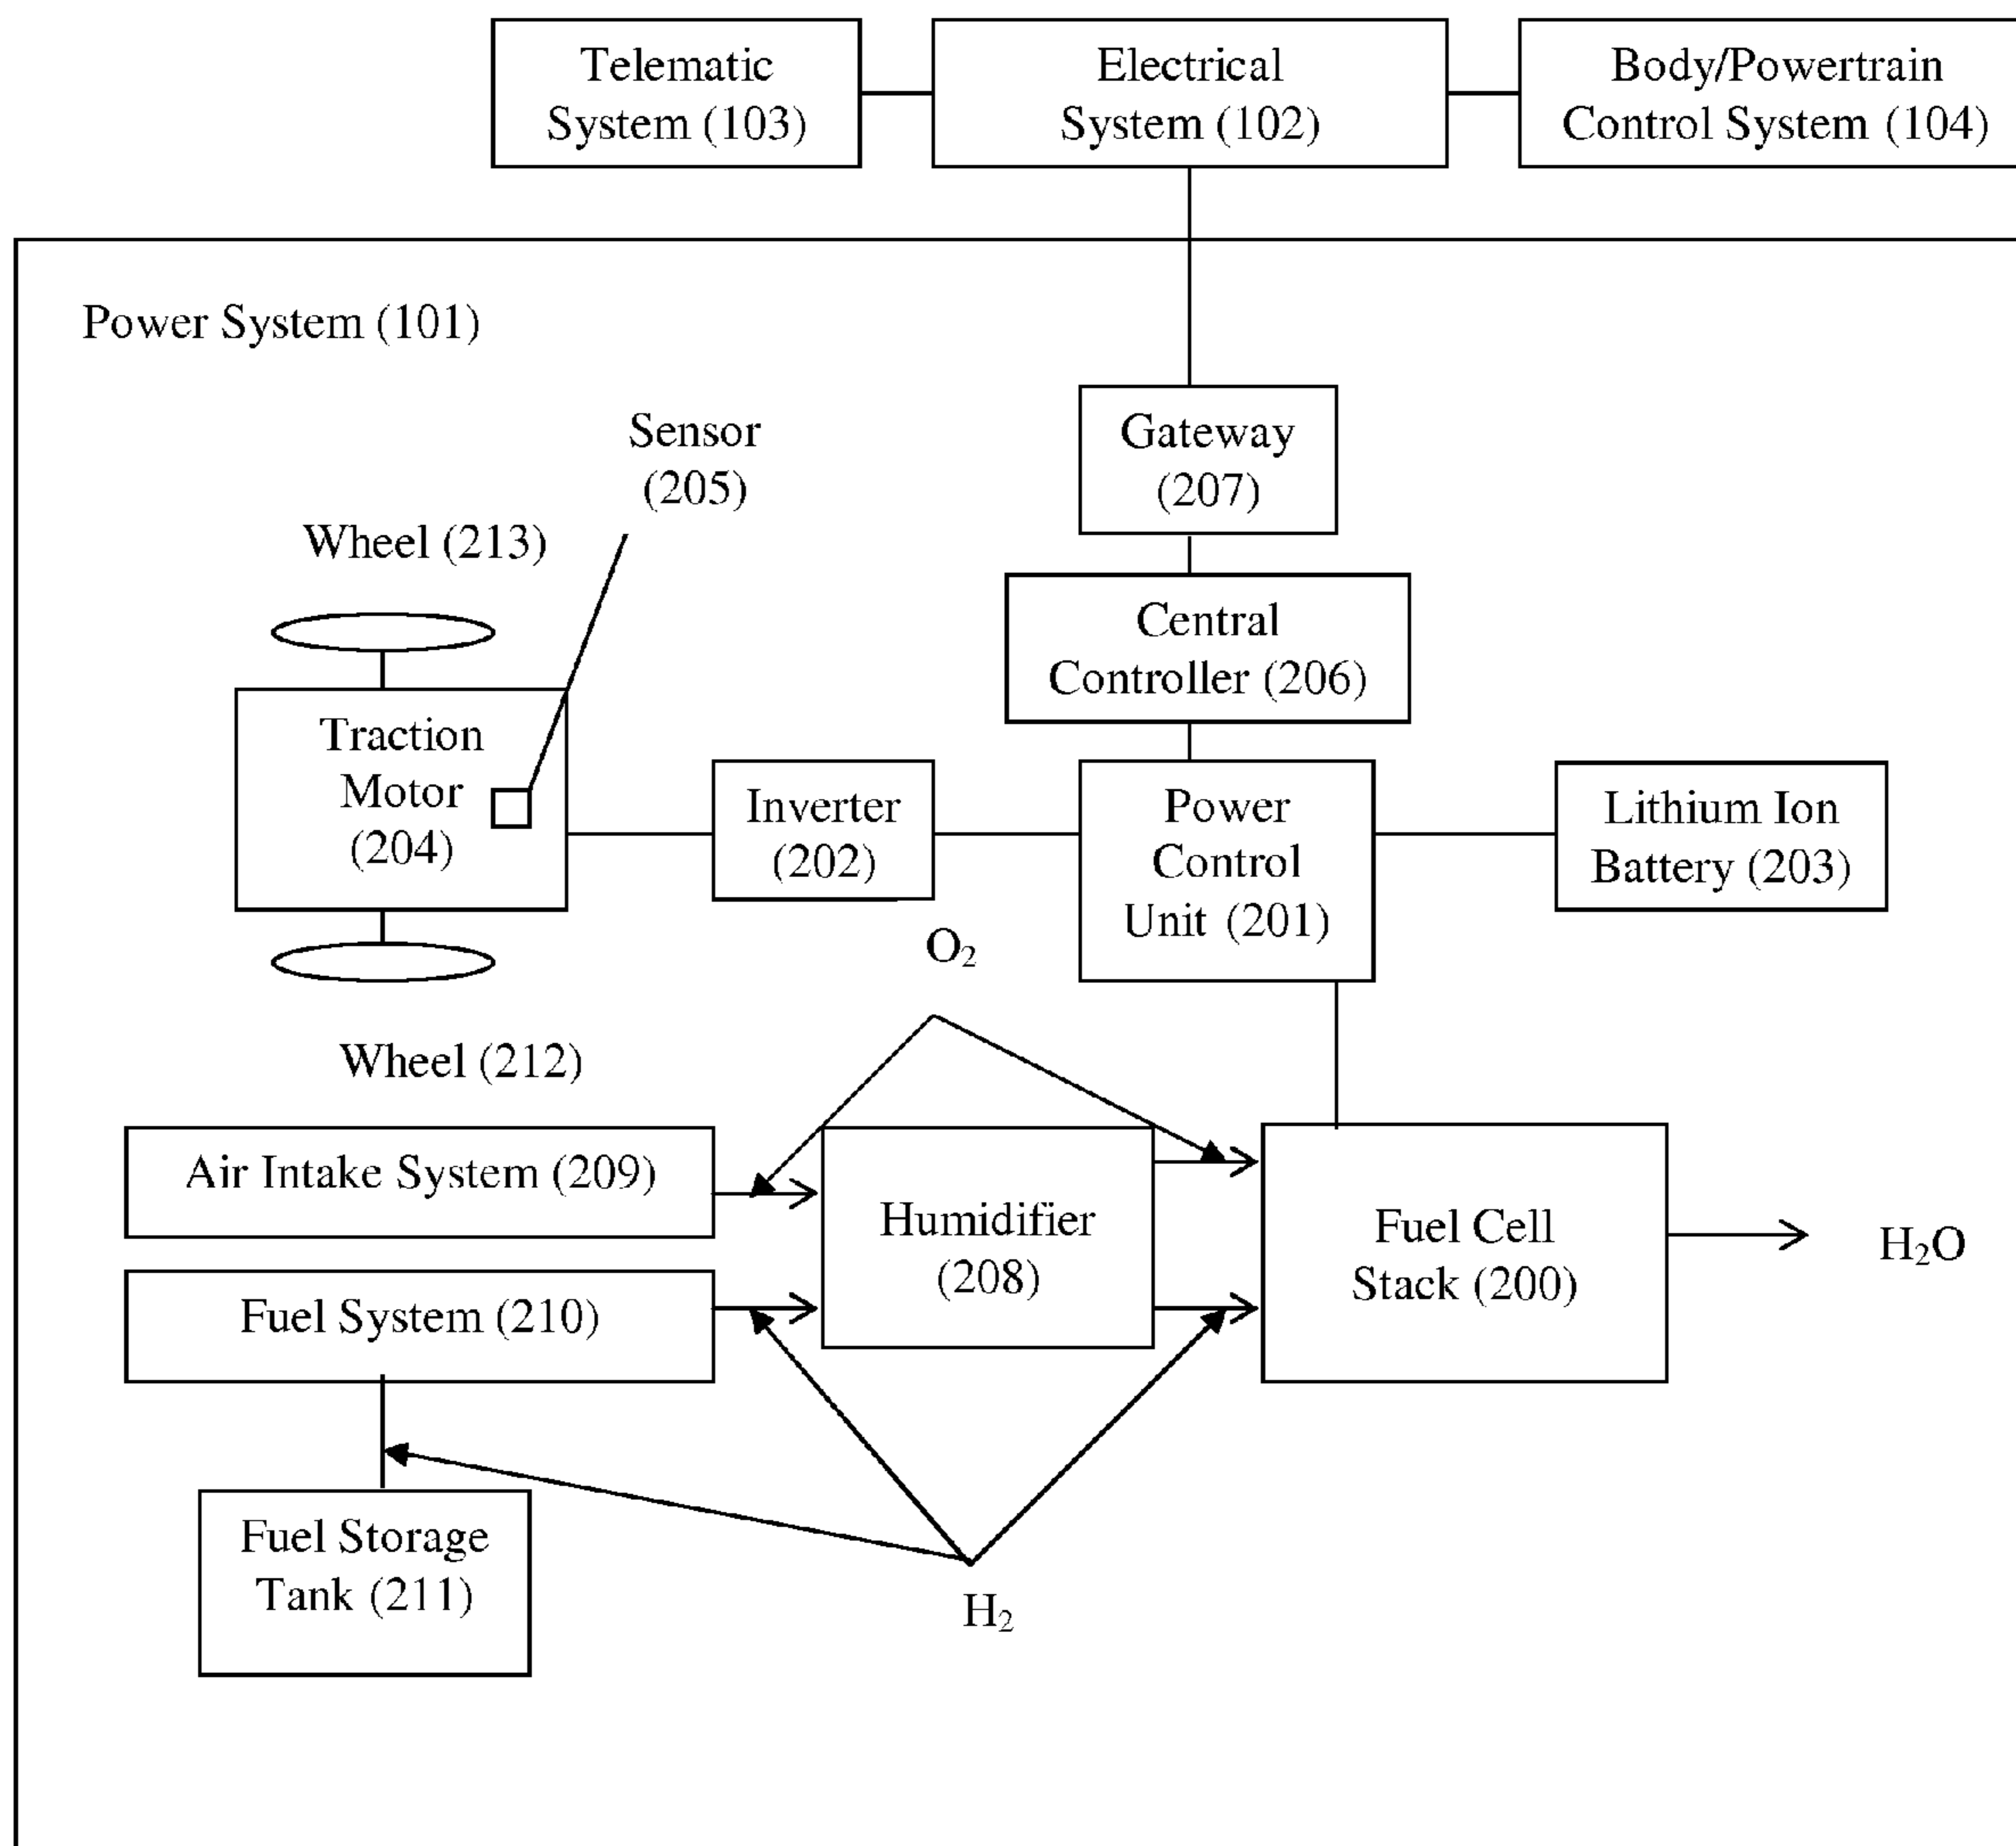 Telematic
System (103)
Electrical
System (102)
Body/Powertrain
Control System (104)
Power System (101)
Sensor
(205)
Gateway
(207)
Wheel (213)
Central
Controller (206)
Traction
Motor
(204)
Inverter
(202)
Power
Control
Unit (201)
Lithium Ion
Battery (203)
O₂
Wheel (212)
Air Intake System (209)
Humidifier
(208)
Fuel Cell
Stack (200)
H₂O
Fuel System (210)
Fuel Storage
Tank (211)
H₂